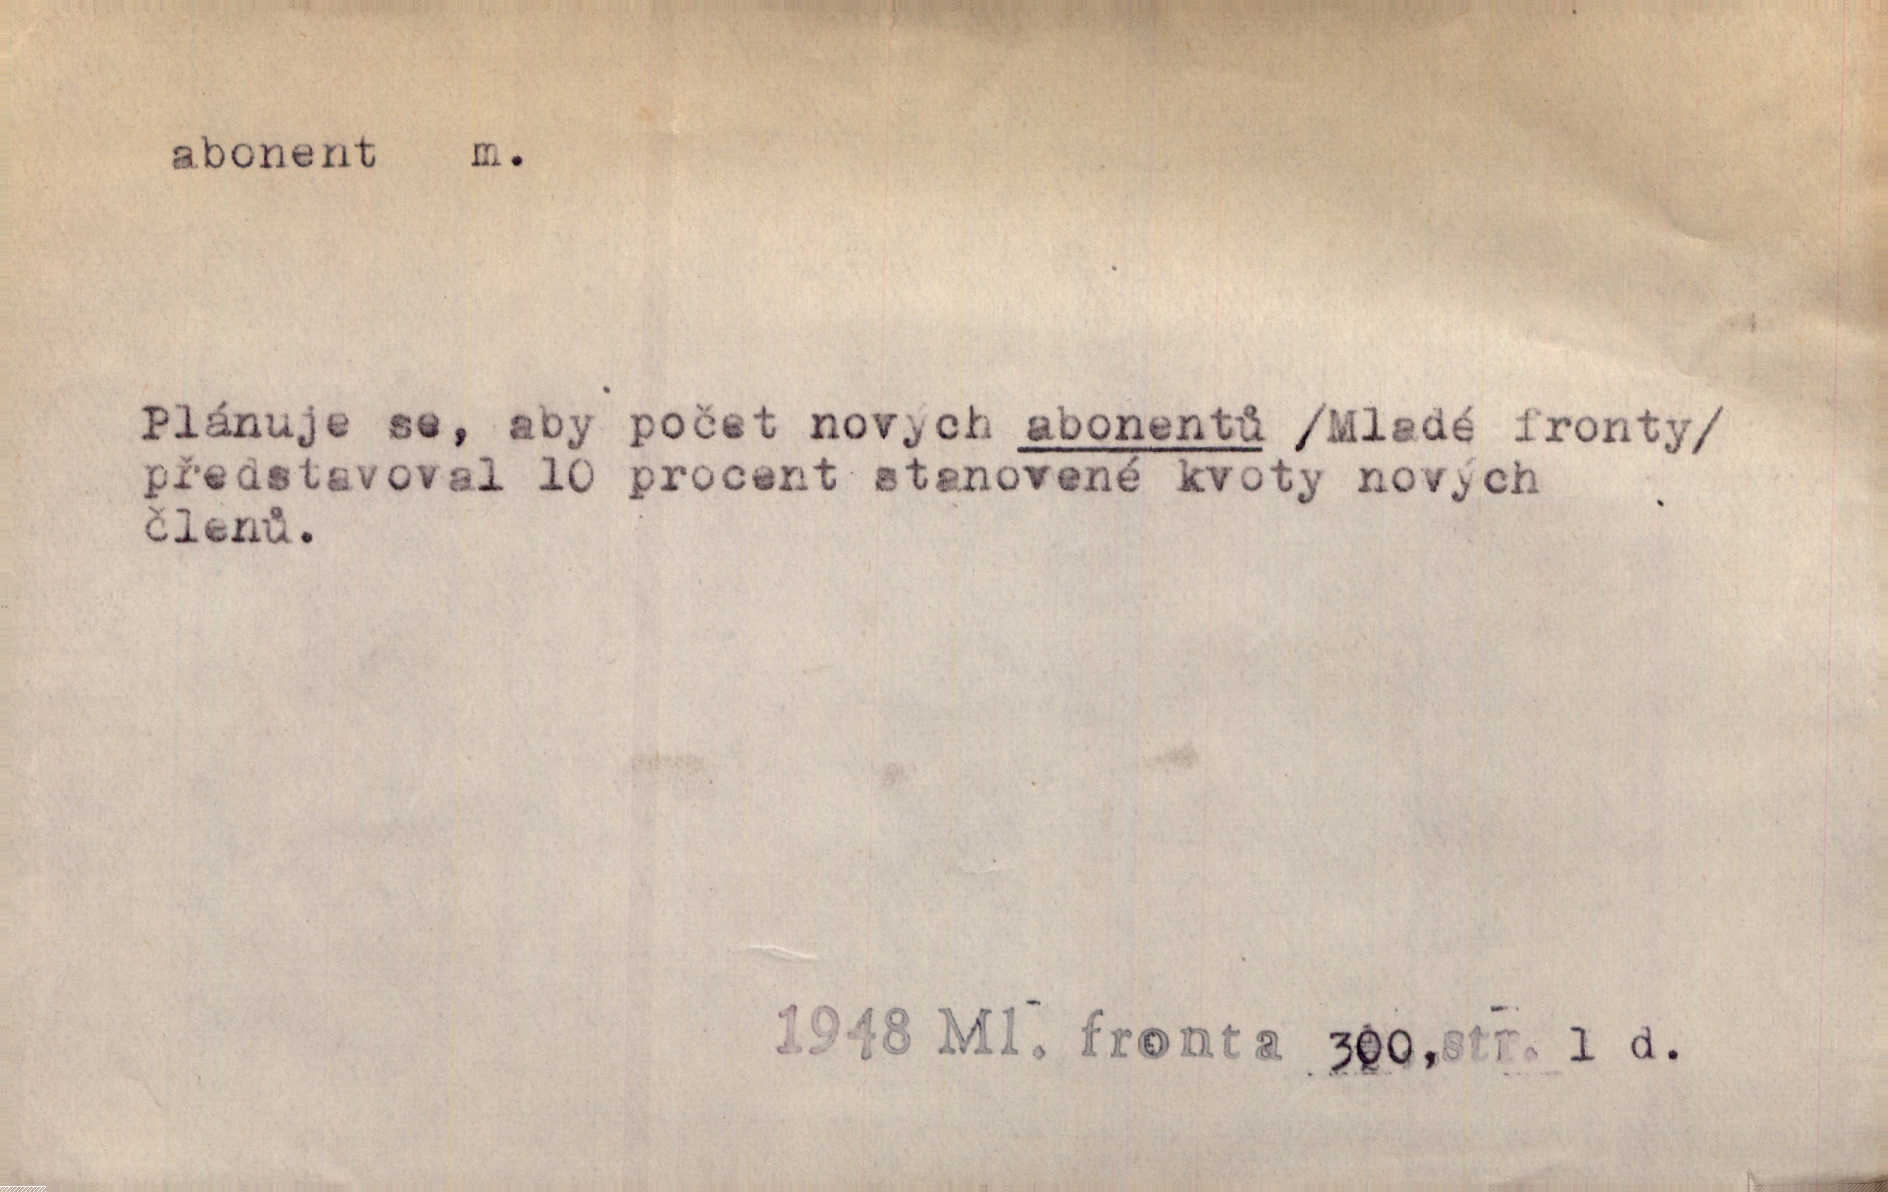 abonent m.
Plánuje se, aby počet nových abonentů /Mladé fronty/
představoval 10 procent stanovené kvoty nových
členů.
1948 Ml. fronta 300, str. 1 d.